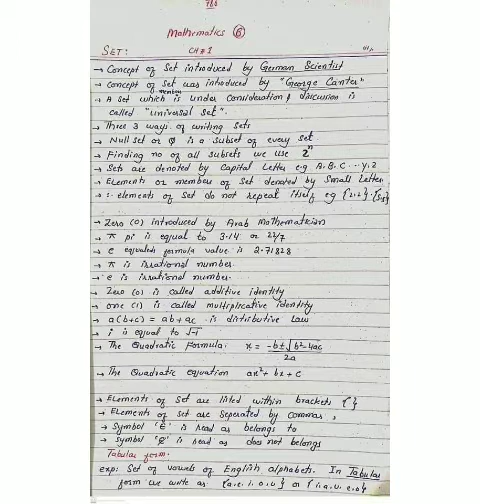 786
Mathematics ⑥
SET: CH#1
→ Concept of Set introduced by German Scientist
→ Concept of Set was introduced by "George Canter"
→ A set which member is under consideration & discussion is
called "universal set".
→ Three 3 ways of writing sets
→ Null set or φ is a subset of every set
→ Finding no of all subsets we use 2ⁿ
→ Sets are denoted by Capital Letter e.g A.B.C --- Y.Z
→ Elements or member of Set denoted by Small Letter
→ elements of Set do not repeat itself eg
→ Zero (0) introduced by Arab Mathematician
→ π pi is equal to 3.14 or 22/7
→ e equales formula value is 2.71828
→ π is irrational number.
→ e is irrational number.
→ Zero (0) is called additive identity
→ one (1) is called multiplicative identity
→ a(b+c) = ab+ac is distributive law
→ i is equal to √-1
→ The Quadratic Formula: x = -b±√b²-4ac
2a
→ The Quadratic equation ax²+bx+c
→ Elements of Set are listed within brackets { }
→ Elements of set are Seperated by commas ,
→ Symbol '∈' is read as belongs to
→ Symbol '∉' is read as does not belongs
Tabular form:
exp: Set of vowels of English alphabets. In Tabular
form we write as: {a.e.i.o.u} or {i.a.u.e.o}